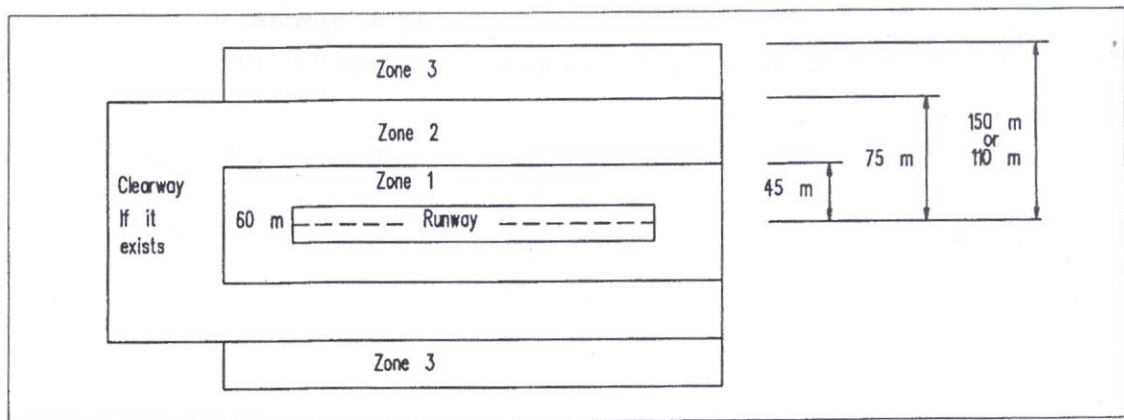 Zone 3
Zone 2
Zone 1
Clearway
If it
exists
60 m
Runway
Zone 3
45 m
75 m
150 m
or
110 m